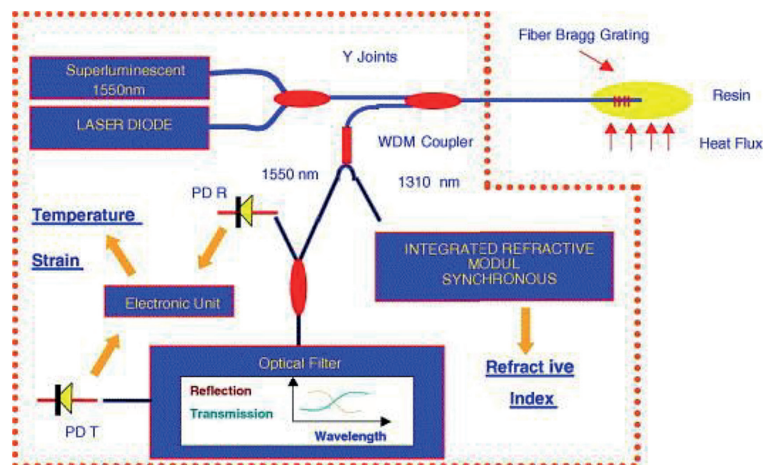 Fiber Bragg Grating
Y Joints
Superluminescent
1550nm
LASER DIODE
Resin
WDM Coupler
Heat Flux
1550 nm
1310 nm
PD R
Temperature
Strain
INTEGRATED REFRACTIVE
MODUL
SYNCHRONOUS
Electronic Unit
Optical Filter
Refract ive
Index
Reflection
Transmission
Wavelength
PD T